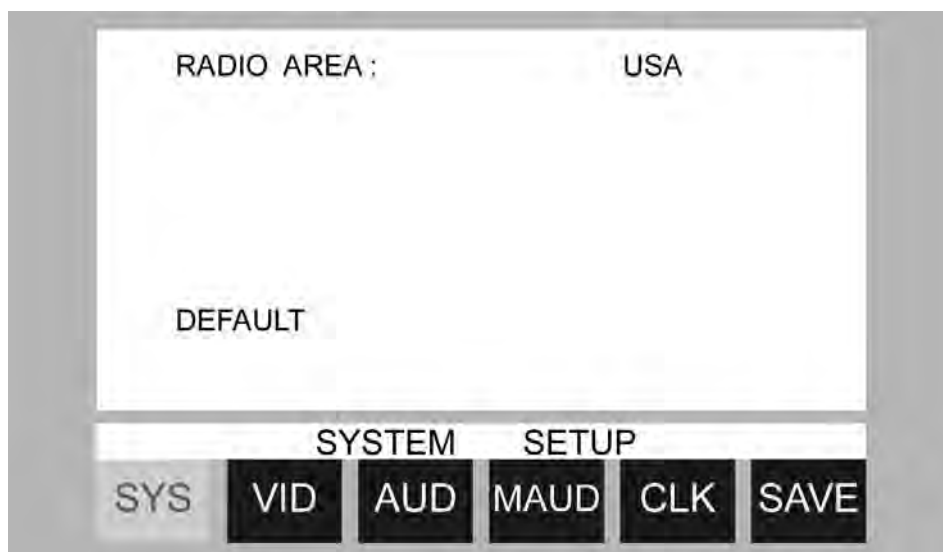 RADIO AREA : USA
DEFAULT
SYSTEM SETUP
SYS VID AUD MAUD CLK SAVE